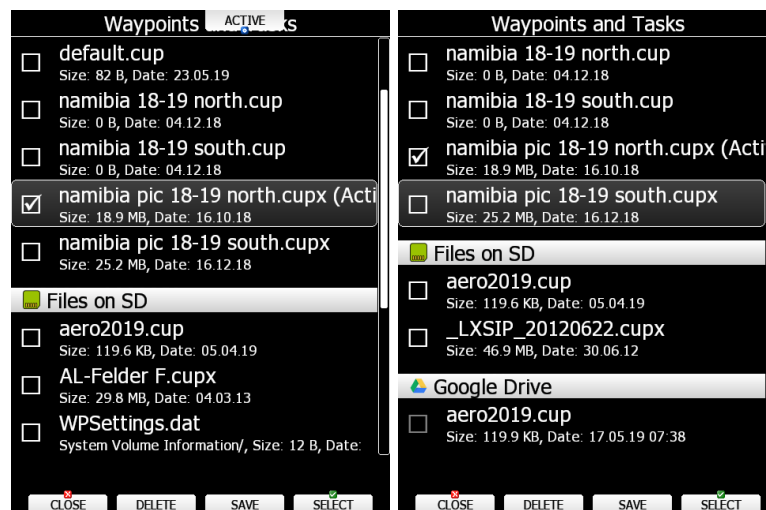 Waypoints and Tasks
ACTIVE
default.cup
Size: 82 B, Date: 23.05.19
namibia 18-19 north.cup
Size: 0 B, Date: 04.12.18
namibia 18-19 south.cup
Size: 0 B, Date: 04.12.18
namibia pic 18-19 north.cupx (Acti
Size: 18.9 MB, Date: 16.10.18
namibia pic 18-19 south.cupx
Size: 25.2 MB, Date: 16.12.18
Files on SD
aero2019.cup
Size: 119.6 KB, Date: 05.04.19
AL-Felder F.cupx
Size: 29.8 MB, Date: 04.03.13
WPSettings.dat
System Volume Information/, Size: 12 B, Date:
CLOSE DELETE SAVE SELECT
Waypoints and Tasks
namibia 18-19 north.cup
Size: 0 B, Date: 04.12.18
namibia 18-19 south.cup
Size: 0 B, Date: 04.12.18
namibia pic 18-19 north.cupx (Acti
Size: 18.9 MB, Date: 16.10.18
namibia pic 18-19 south.cupx
Size: 25.2 MB, Date: 16.12.18
Files on SD
aero2019.cup
Size: 119.6 KB, Date: 05.04.19
_LXSIP_20120622.cupx
Size: 46.9 MB, Date: 30.06.12
Google Drive
aero2019.cup
Size: 119.9 KB, Date: 17.05.19 07:38
CLOSE DELETE SAVE SELECT